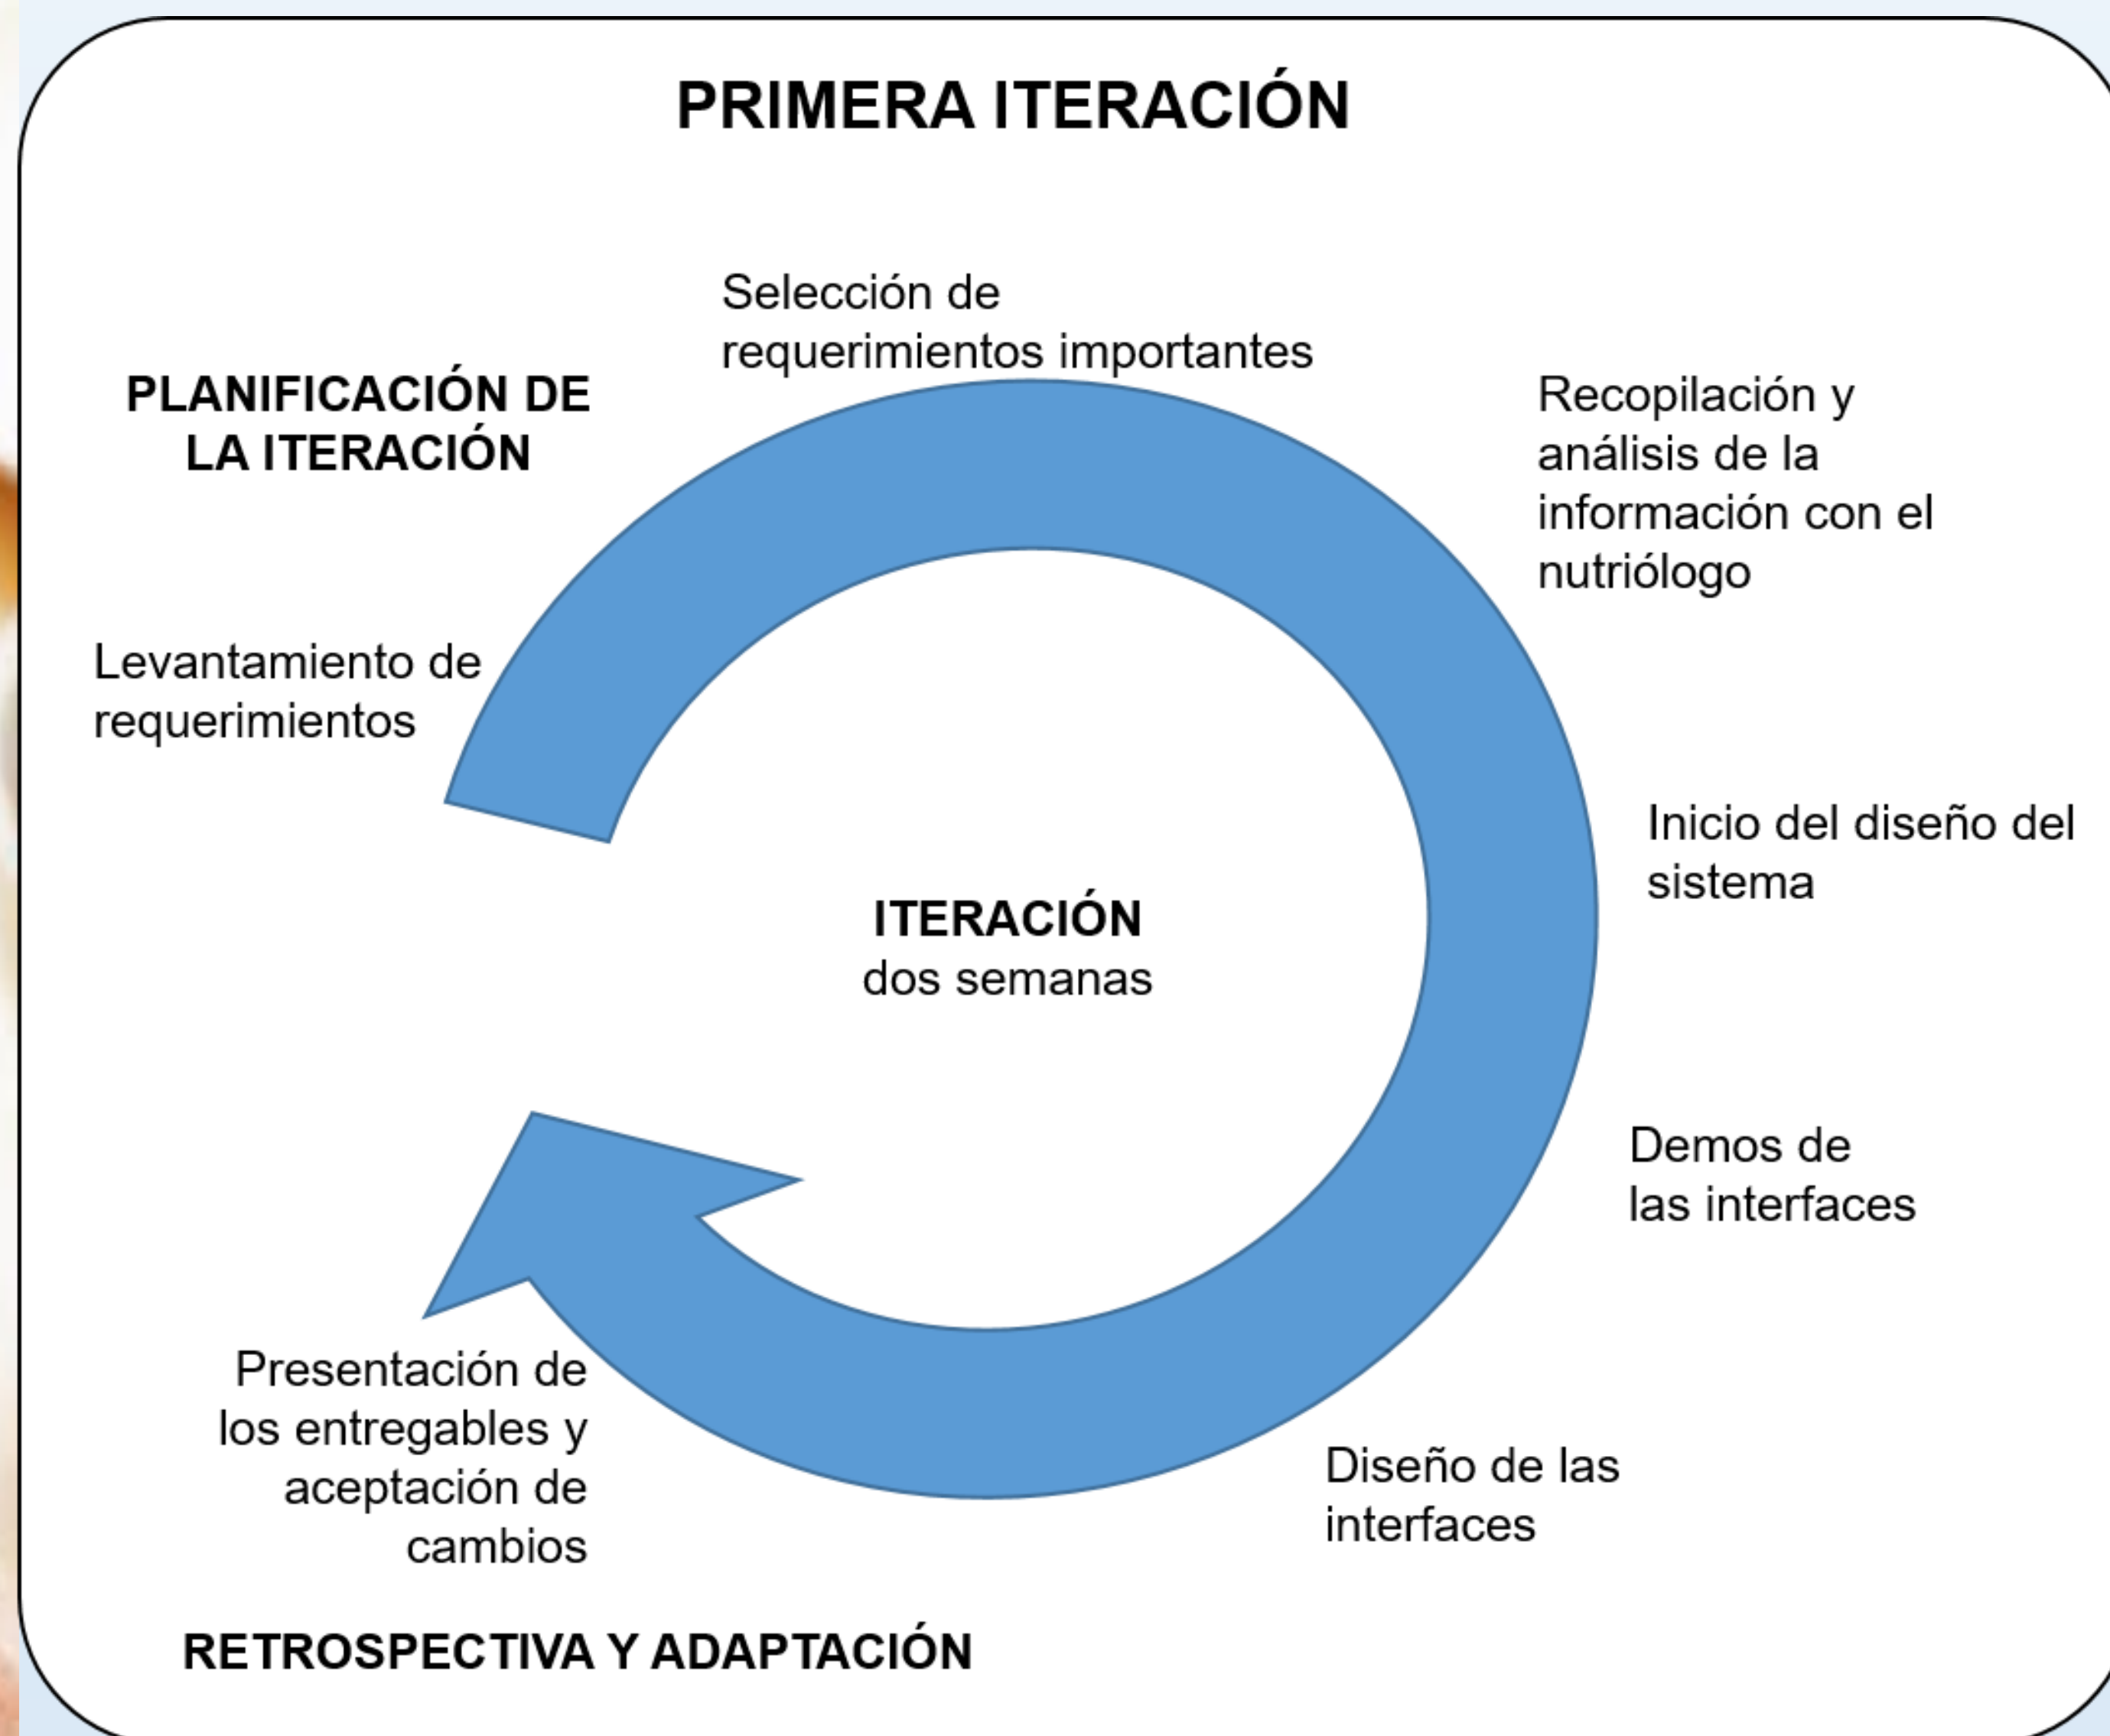 PRIMERA ITERACIÓN
PLANIFICACIÓN DE
LA ITERACIÓN
Levantamiento de
requerimientos
Selección de
requerimientos importantes
Recopilación y
análisis de la
información con el
nutriólogo
Inicio del diseño del
sistema
ITERACIÓN
dos semanas
Demos de
las interfaces
Diseño de las
interfaces
Presentación de
los entregables y
aceptación de
cambios
RETROSPECTIVA Y ADAPTACIÓN